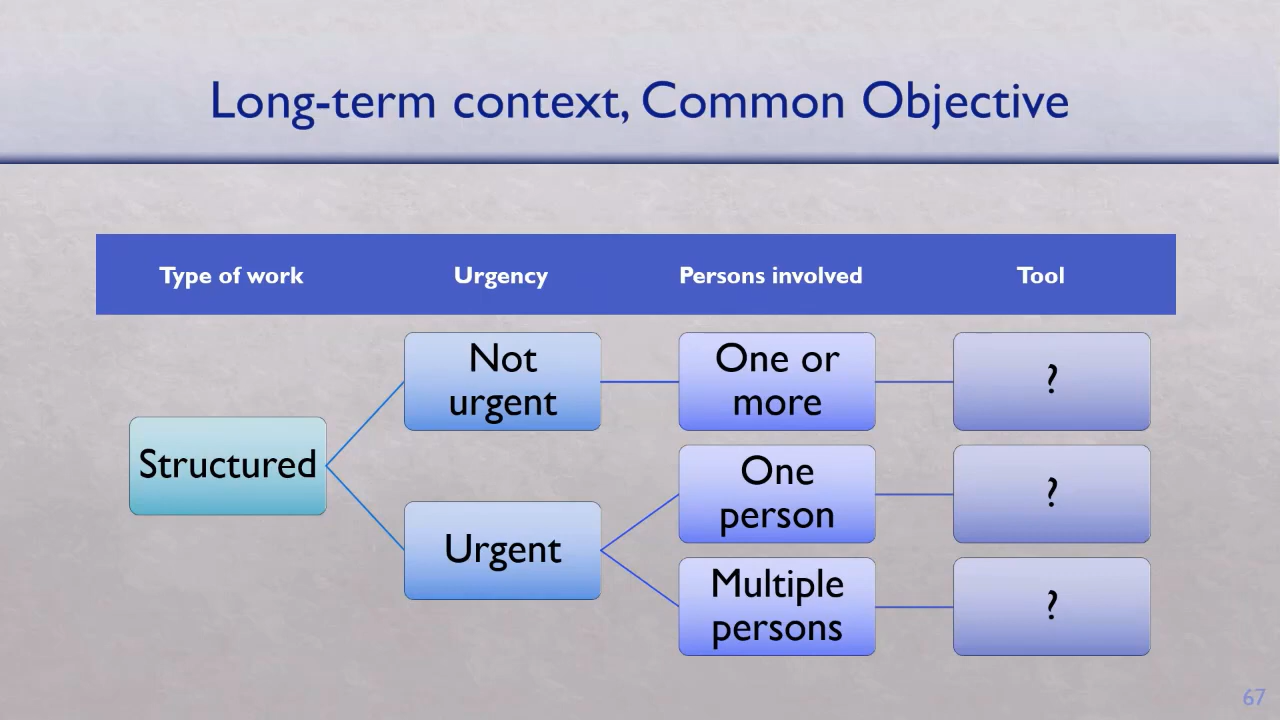 Long-term context, Common Objective
Type of work
Urgency
Persons involved
Tool
Not
urgent
One or
more
?
Structured
One
person
?
Urgent
Multiple
persons
?
67